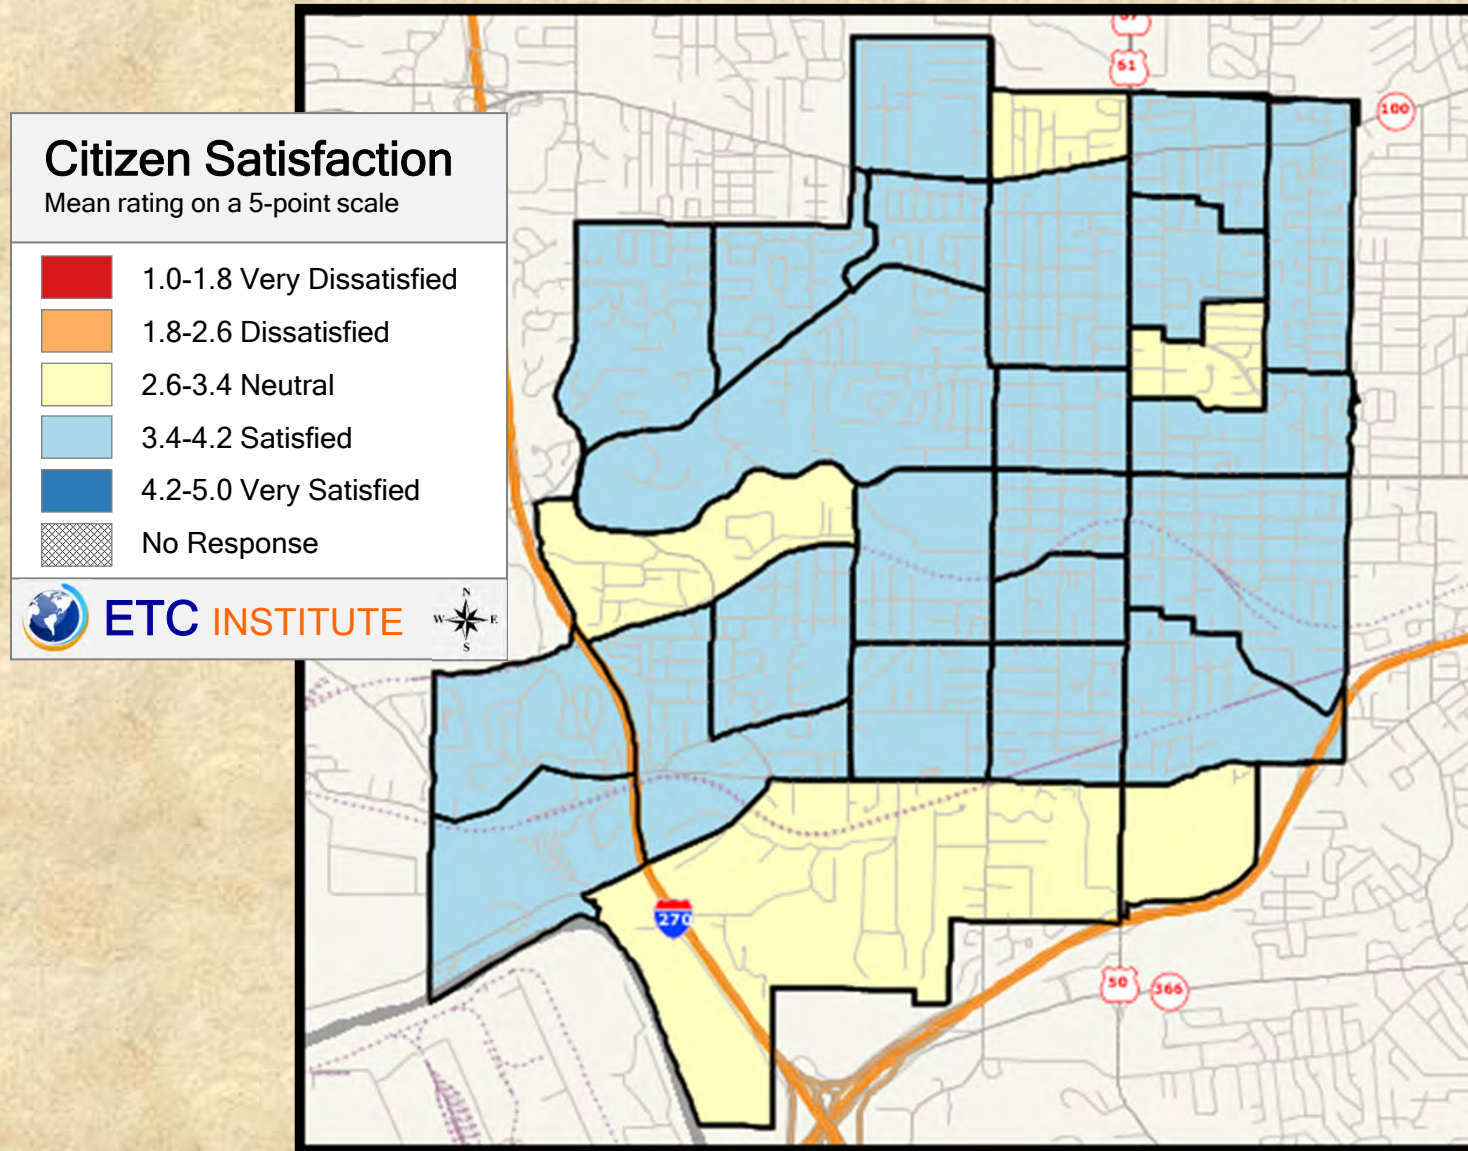 Citizen Satisfaction
Mean rating on a 5-point scale
1.0-1.8 Very Dissatisfied
1.8-2.6 Dissatisfied
2.6-3.4 Neutral
3.4-4.2 Satisfied
4.2-5.0 Very Satisfied
No Response
ETC INSTITUTE
N
W E
S
61
100
270
50
366